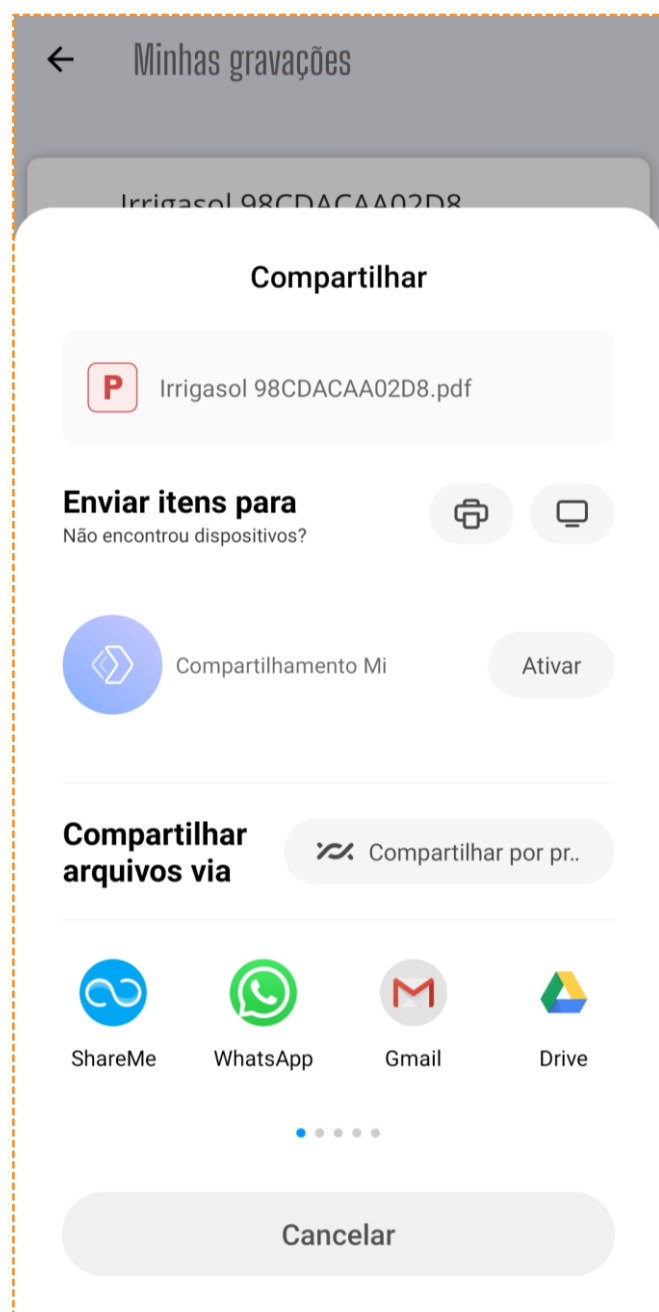 Minhas gravações
Irrigasol 98CDACAA02D8
Compartilhar
P
Irrigasol 98CDACAA02D8.pdf
Enviar itens para
Não encontrou dispositivos?
Compartilhamento Mi
Ativar
Compartilhar
arquivos via
Compartilhar por pr..
ShareMe
WhatsApp
Gmail
Drive
Cancelar